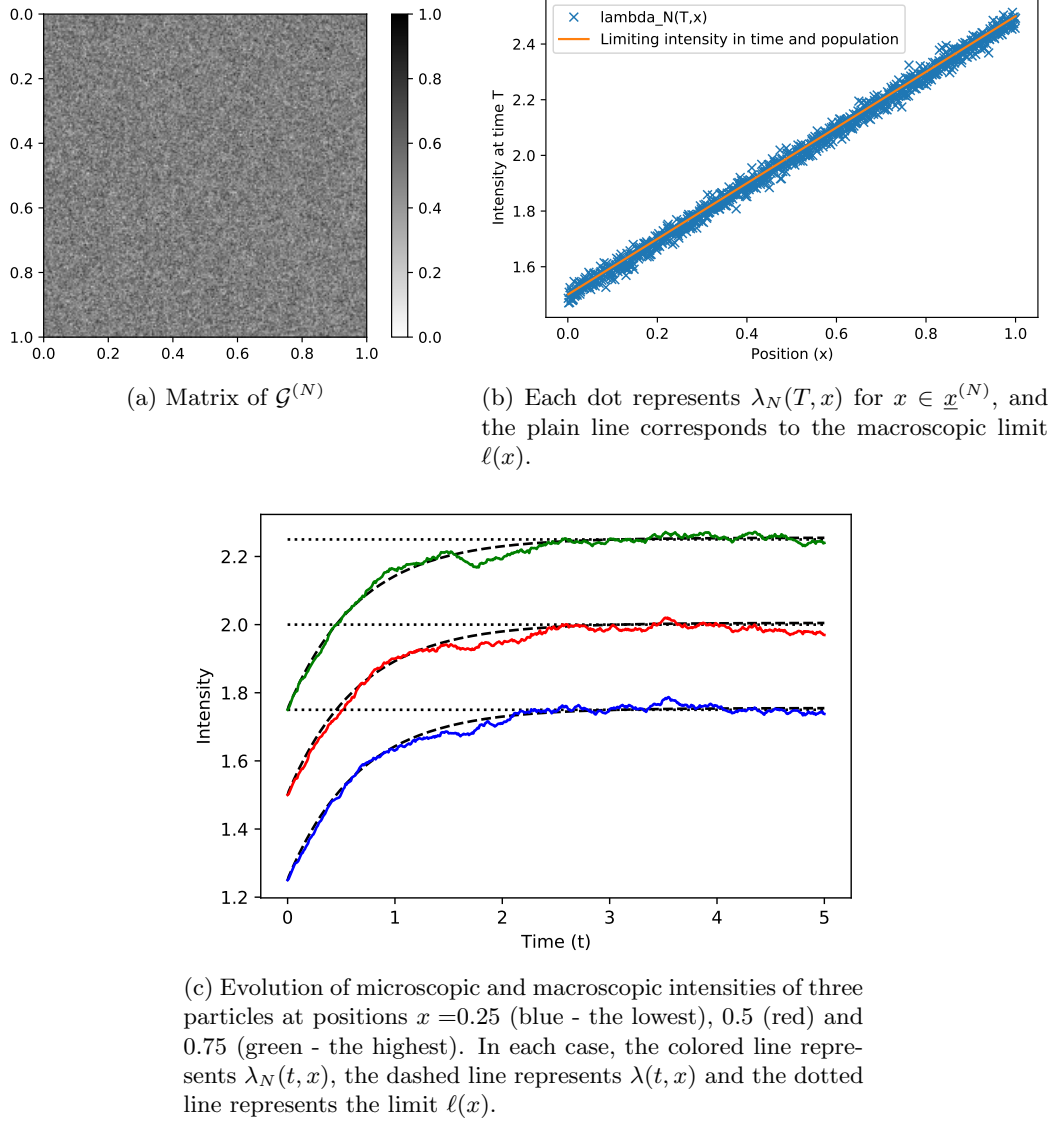 0.0
0.2
0.4
0.6
0.8
1.0
0.0 0.2 0.4 0.6 0.8 1.0
1.0
0.8
0.6
0.4
0.2
0.0
(a) Matrix of 𝒢⁽ᴺ⁾
lambda_N(T,x)
Limiting intensity in time and population
Intensity at time T
2.4
2.2
2.0
1.8
1.6
0.0 0.2 0.4 0.6 0.8 1.0
Position (x)
(b) Each dot represents λ_N(T, x) for x ∈ x̲⁽ᴺ⁾, and
the plain line corresponds to the macroscopic limit
ℓ(x).
Intensity
2.2
2.0
1.8
1.6
1.4
1.2
0 1 2 3 4 5
Time (t)
(c) Evolution of microscopic and macroscopic intensities of three
particles at positions x =0.25 (blue - the lowest), 0.5 (red) and
0.75 (green - the highest). In each case, the colored line repre-
sents λ_N(t, x), the dashed line represents λ(t, x) and the dotted
line represents the limit ℓ(x).